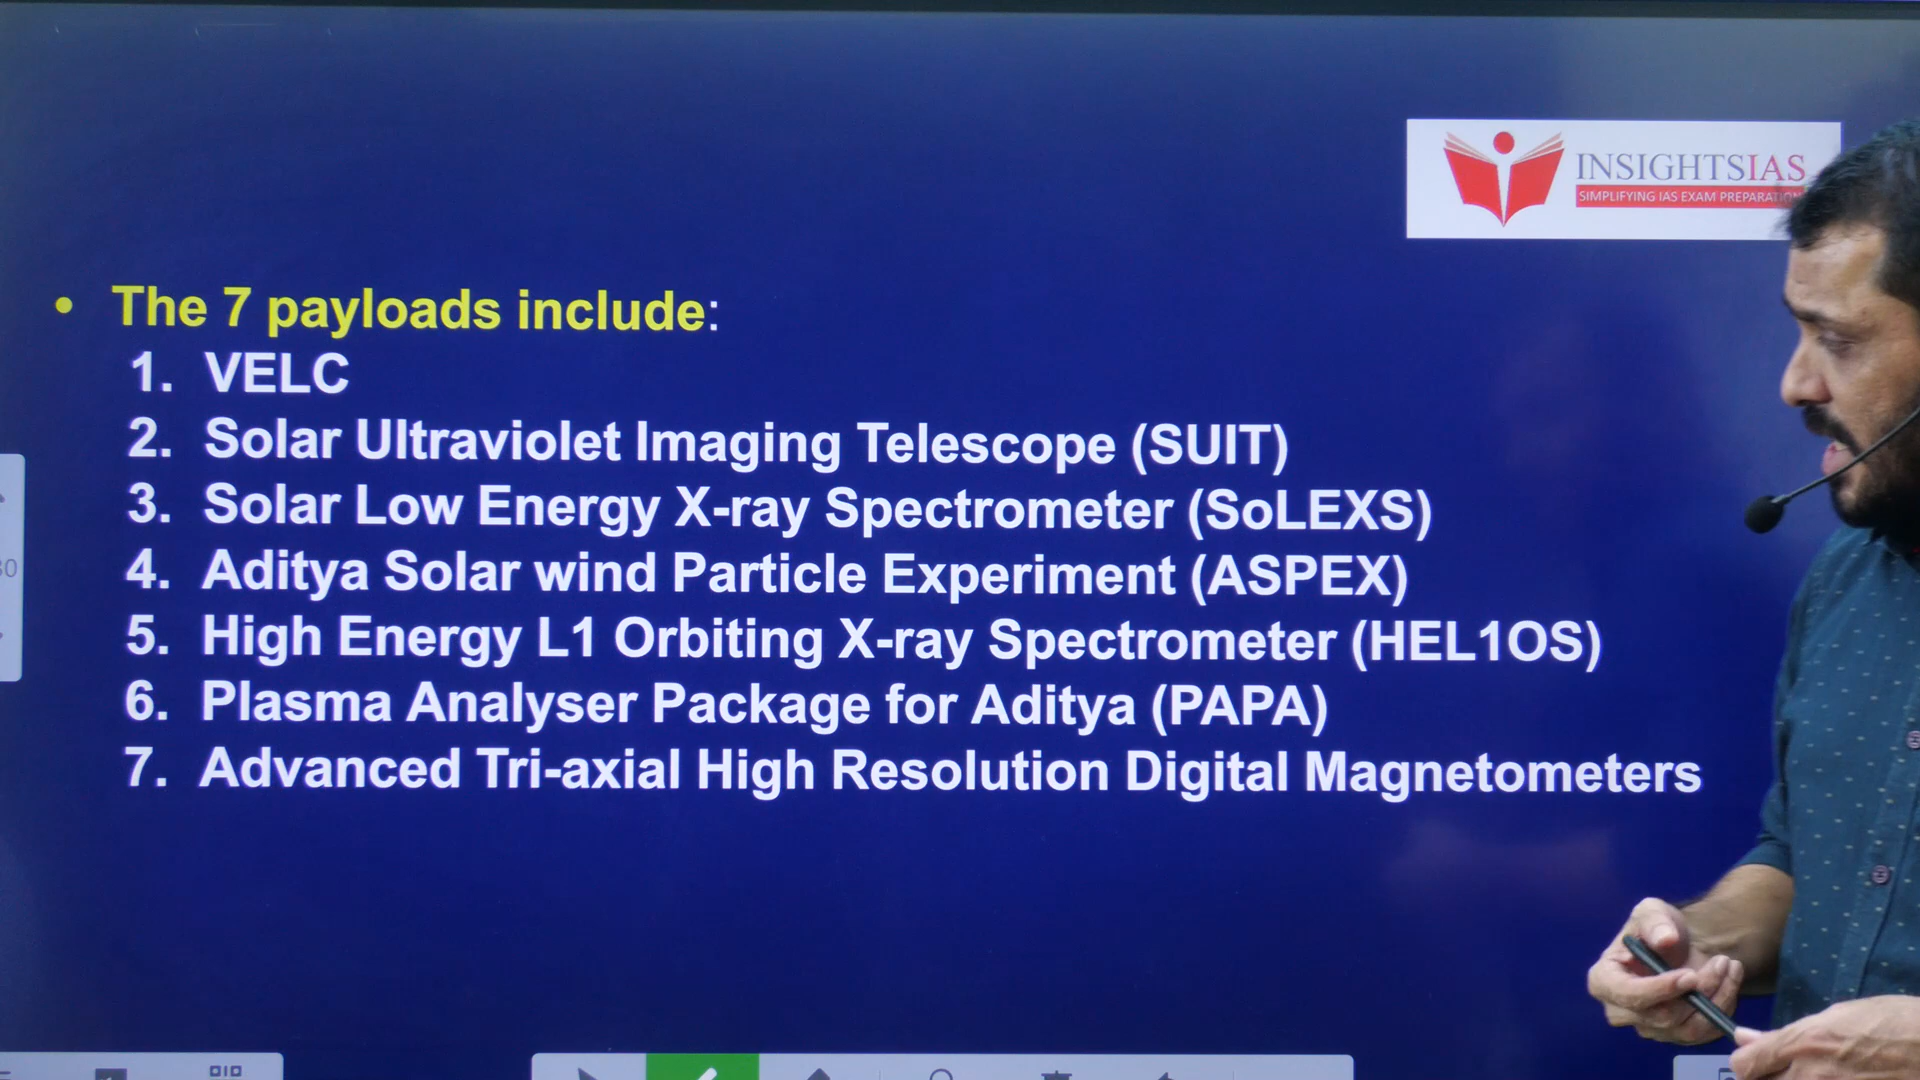 INSIGHTSIAS
SIMPLIFYING IAS EXAM PREPARATION
• The 7 payloads include:
1. VELC
2. Solar Ultraviolet Imaging Telescope (SUIT)
3. Solar Low Energy X-ray Spectrometer (SoLEXS)
4. Aditya Solar wind Particle Experiment (ASPEX)
5. High Energy L1 Orbiting X-ray Spectrometer (HEL1OS)
6. Plasma Analyser Package for Aditya (PAPA)
7. Advanced Tri-axial High Resolution Digital Magnetometers